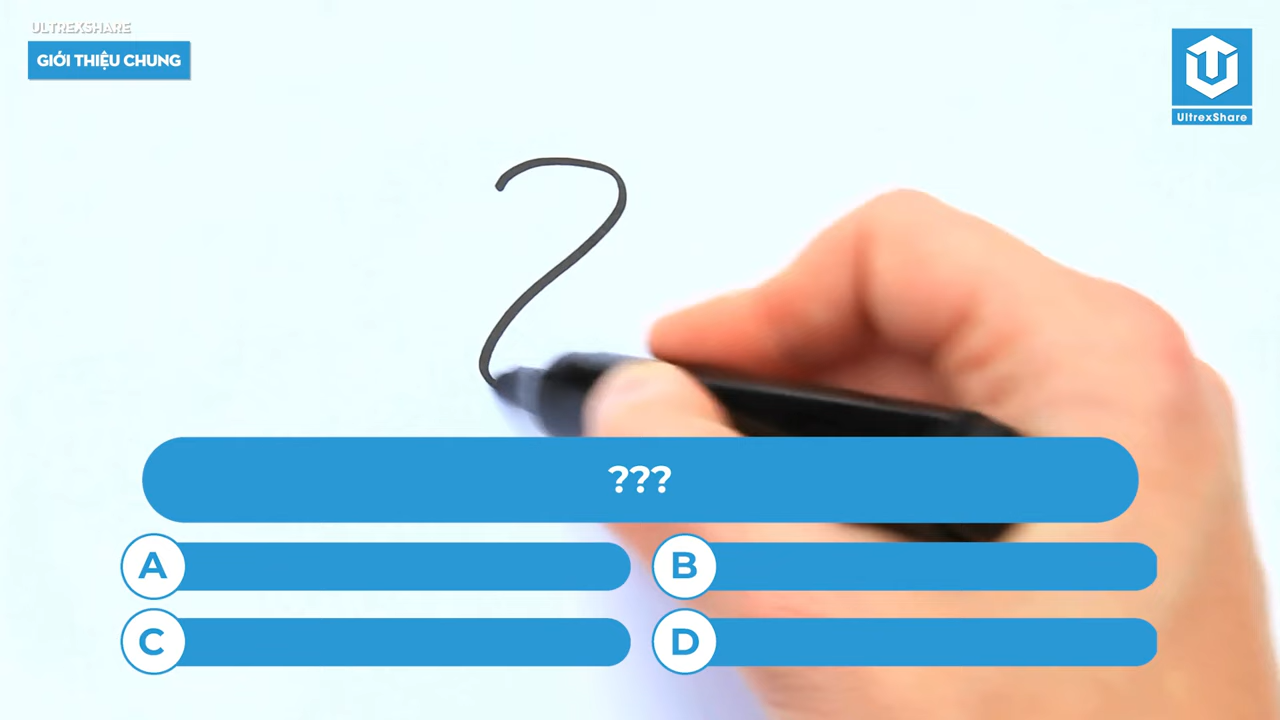 ULTREXSHARE
GIỚI THIỆU CHUNG
UltrexShare
???
A
B
C
D